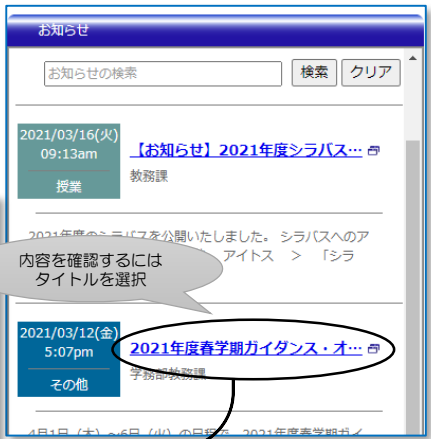 お知らせ
お知らせの検索
検索 クリア
2021/03/16(火)
09:13am
授業
【お知らせ】2021年度シラバス…
教務課
2021年度のシラバスを公開いたしました。 シラバスへのア
アイトス ＞ 「シラ
内容を確認するには
タイトルを選択
2021/03/12(金)
5:07pm
その他
2021年度春学期ガイダンス・オ…
学務部教務課
4月1日（木）~6日（火）の日程で、2021年度春学期ガイ